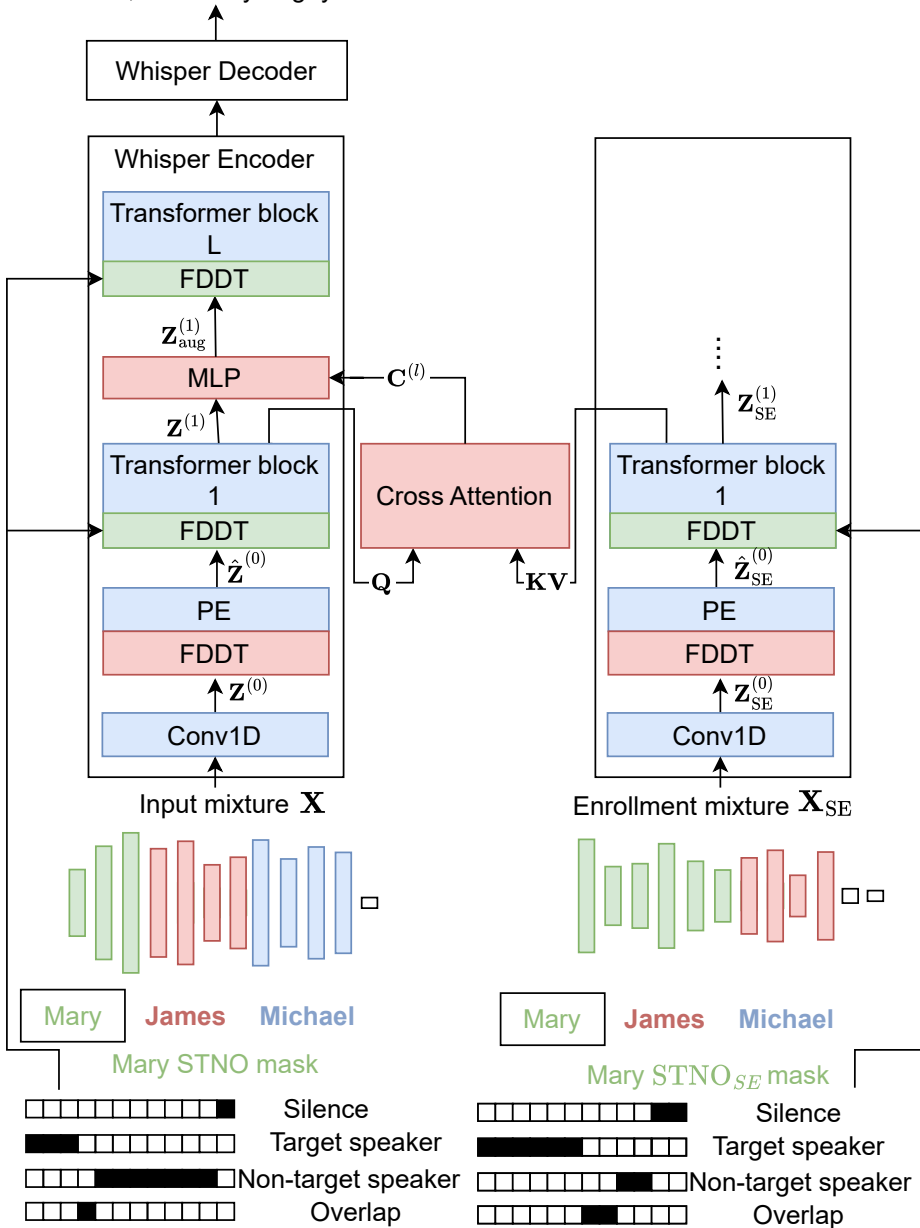 Whisper Decoder
Whisper Encoder
Transformer block
L
FDDT
Z_aug^(1)
MLP
C^(l)
Z^(1)
Z_SE^(1)
Transformer block
1
FDDT
Cross Attention
Transformer block
1
FDDT
Ẑ^(0)
Q
KV
Ẑ_SE^(0)
PE
FDDT
PE
FDDT
Z^(0)
Z_SE^(0)
Conv1D
Conv1D
Input mixture X
Enrollment mixture X_SE
Mary James Michael
Mary James Michael
Mary STNO mask
Mary STNO_SE mask
Silence
Target speaker
Non-target speaker
Overlap
Silence
Target speaker
Non-target speaker
Overlap